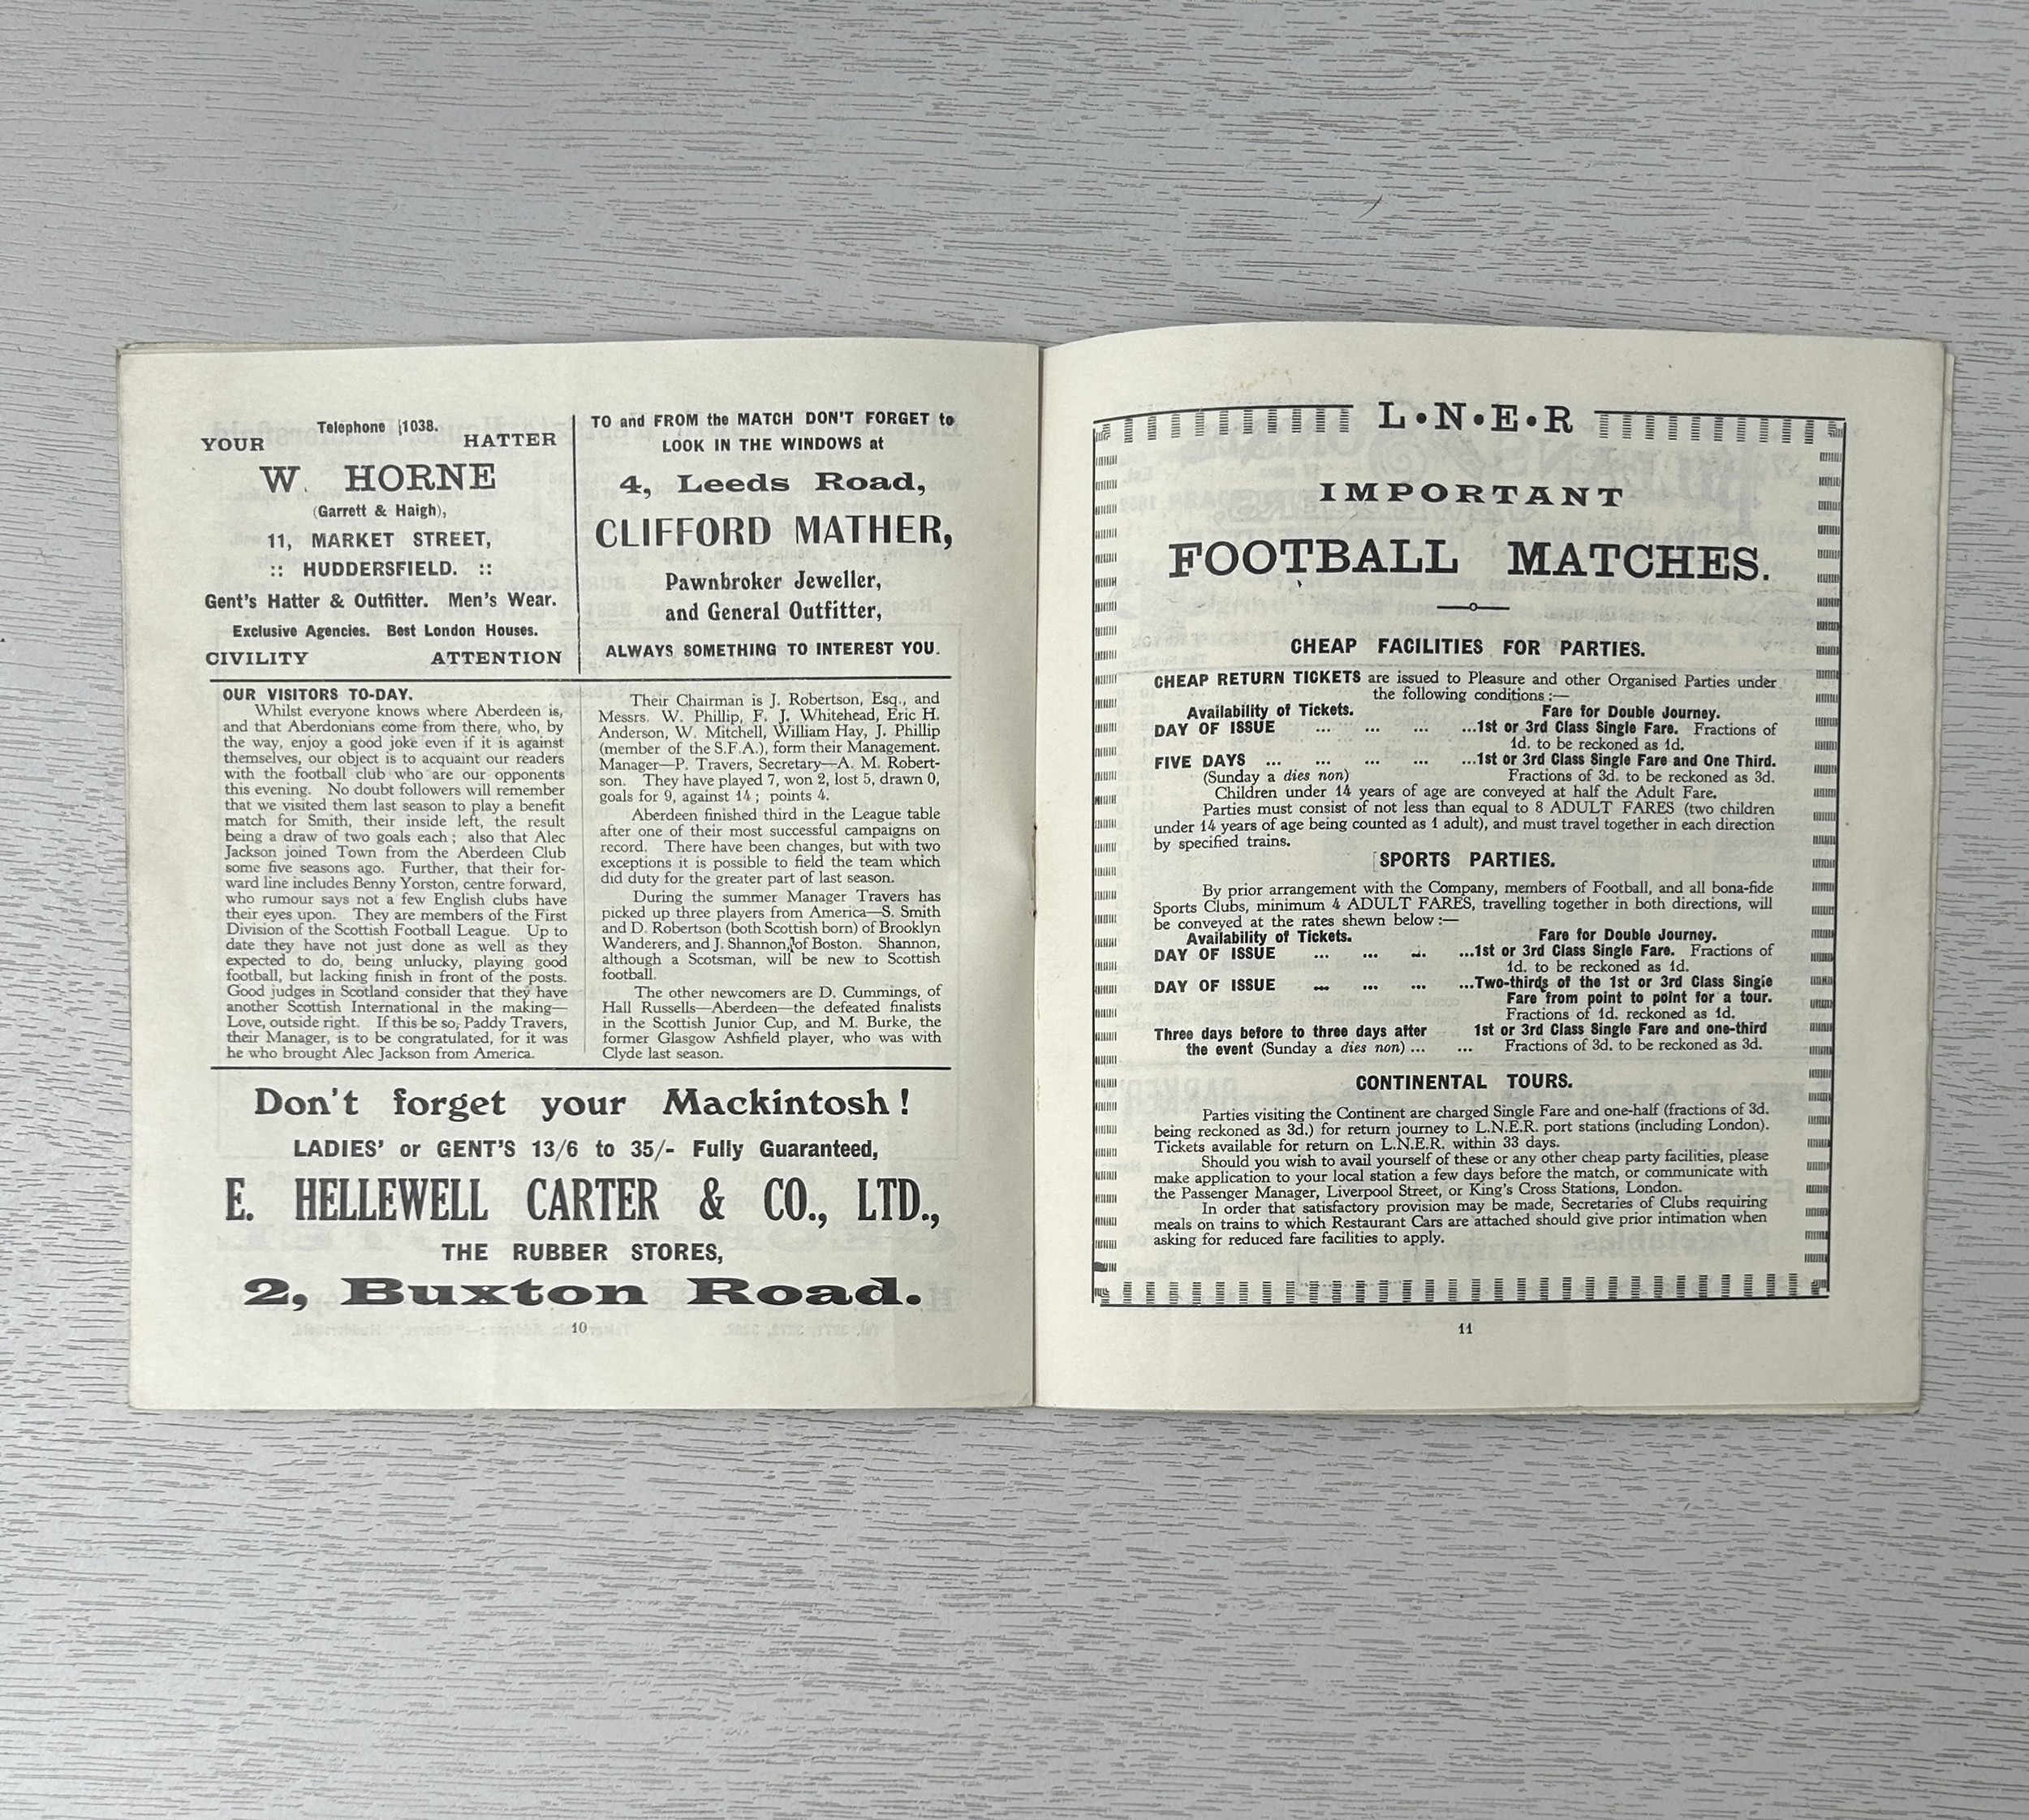 Telephone 1038.
YOUR HATTER
W. HORNE
(Garrett & Haigh),
11, MARKET STREET,
:: HUDDERSFIELD. ::
Gent's Hatter & Outfitter. Men's Wear.
Exclusive Agencies. Best London Houses.
CIVILITY ATTENTION
TO and FROM the MATCH DON'T FORGET to
LOOK IN THE WINDOWS at
4, Leeds Road,
CLIFFORD MATHER,
Pawnbroker Jeweller,
and General Outfitter,
ALWAYS SOMETHING TO INTEREST YOU.
OUR VISITORS TO-DAY.
Whilst everyone knows where Aberdeen is,
and that Aberdonians come from there, who, by
the way, enjoy a good joke even if it is against
themselves, our object is to acquaint our readers
with the football club who are our opponents
this evening. No doubt followers will remember
that we visited them last season to play a benefit
match for Smith, their inside left, the result
being a draw of two goals each ; also that Alec
Jackson joined Town from the Aberdeen Club
some five seasons ago. Further, that their for-
ward line includes Benny Yorston, centre forward,
who rumour says not a few English clubs have
their eyes upon. They are members of the First
Division of the Scottish Football League. Up to
date they have not just done as well as they
expected to do, being unlucky, playing good
football, but lacking finish in front of the posts.
Good judges in Scotland consider that they have
another Scottish International in the making—
Love, outside right. If this be so, Paddy Travers,
their Manager, is to be congratulated, for it was
he who brought Alec Jackson from America.
Their Chairman is J. Robertson, Esq., and
Messrs. W. Phillip, F. J. Whitehead, Eric H.
Anderson, W. Mitchell, William Hay, J. Phillip
(member of the S.F.A.), form their Management.
Manager—P. Travers, Secretary—A. M. Robert-
son. They have played 7, won 2, lost 5, drawn 0,
goals for 9, against 14 ; points 4.
Aberdeen finished third in the League table
after one of their most successful campaigns on
record. There have been changes, but with two
exceptions it is possible to field the team which
did duty for the greater part of last season.
During the summer Manager Travers has
picked up three players from America—S. Smith
and D. Robertson (both Scottish born) of Brooklyn
Wanderers, and J. Shannon, of Boston. Shannon,
although a Scotsman, will be new to Scottish
football.
The other newcomers are D. Cummings, of
Hall Russells—Aberdeen—the defeated finalists
in the Scottish Junior Cup, and M. Burke, the
former Glasgow Ashfield player, who was with
Clyde last season.
Don't forget your Mackintosh !
LADIES' or GENT'S 13/6 to 35/- Fully Guaranteed,
E. HELLEWELL CARTER & CO., LTD.,
THE RUBBER STORES,
2, Buxton Road.
10
L•N•E•R
IMPORTANT
FOOTBALL MATCHES.
CHEAP FACILITIES FOR PARTIES.
CHEAP RETURN TICKETS are issued to Pleasure and other Organised Parties under
the following conditions :—
Availability of Tickets. Fare for Double Journey.
DAY OF ISSUE ... ... ... ...1st or 3rd Class Single Fare. Fractions of
1d. to be reckoned as 1d.
FIVE DAYS ... ... ... ... ...1st or 3rd Class Single Fare and One Third.
(Sunday a dies non) Fractions of 3d. to be reckoned as 3d.
Children under 14 years of age are conveyed at half the Adult Fare.
Parties must consist of not less than equal to 8 ADULT FARES (two children
under 14 years of age being counted as 1 adult), and must travel together in each direction
by specified trains.
SPORTS PARTIES.
By prior arrangement with the Company, members of Football, and all bona-fide
Sports Clubs, minimum 4 ADULT FARES, travelling together in both directions, will
be conveyed at the rates shewn below :—
Availability of Tickets. Fare for Double Journey.
DAY OF ISSUE ... ... ... ...1st or 3rd Class Single Fare. Fractions of
1d. to be reckoned as 1d.
DAY OF ISSUE ... ... ... ...Two-thirds of the 1st or 3rd Class Single
Fare from point to point for a tour.
Fractions of 1d. reckoned as 1d.
Three days before to three days after 1st or 3rd Class Single Fare and one-third
the event (Sunday a dies non) ... ... Fractions of 3d. to be reckoned as 3d.
CONTINENTAL TOURS.
Parties visiting the Continent are charged Single Fare and one-half (fractions of 3d.
being reckoned as 3d.) for return journey to L.N.E.R. port stations (including London).
Tickets available for return on L.N.E.R. within 33 days.
Should you wish to avail yourself of these or any other cheap party facilities, please
make application to your local station a few days before the match, or communicate with
the Passenger Manager, Liverpool Street, or King's Cross Stations, London.
In order that satisfactory provision may be made, Secretaries of Clubs requiring
meals on trains to which Restaurant Cars are attached should give prior intimation when
asking for reduced fare facilities to apply.
11